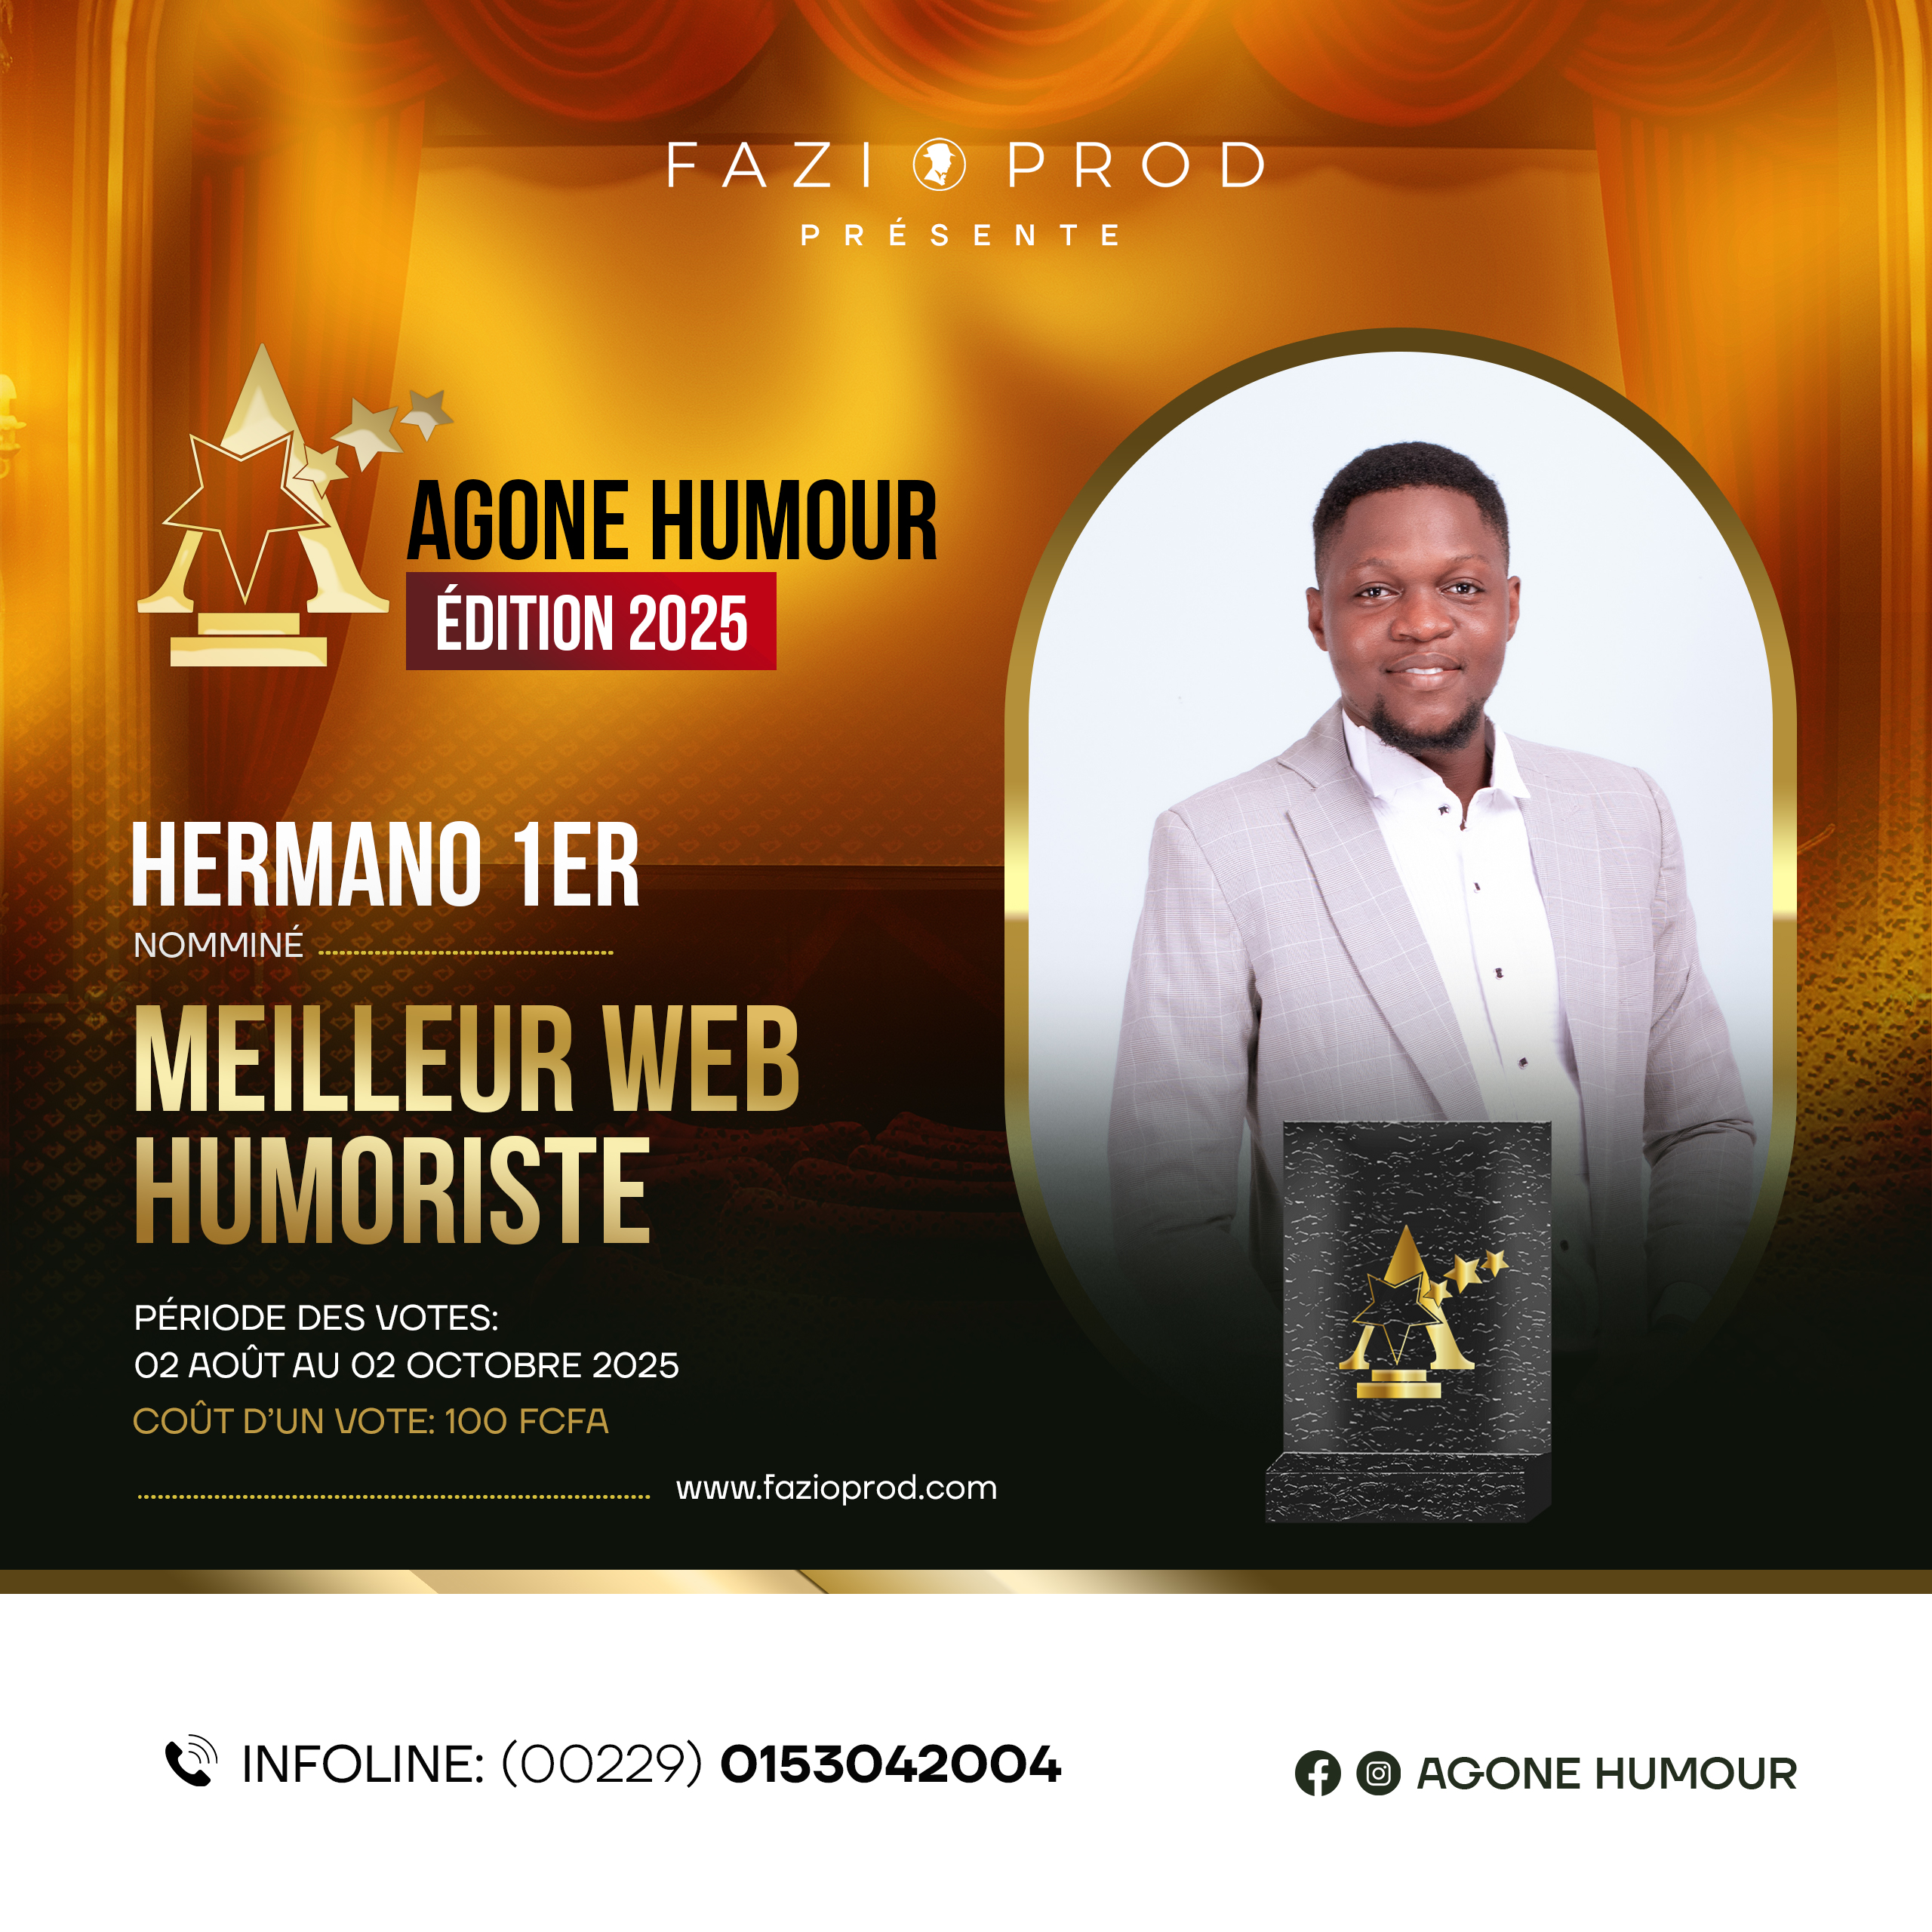 FAZIO PROD
PRÉSENTE
AGONE HUMOUR
ÉDITION 2025
HERMANO 1ER
NOMMINÉ
MEILLEUR WEB
HUMORISTE
PÉRIODE DES VOTES:
02 AOÛT AU 02 OCTOBRE 2025
COÛT D'UN VOTE: 100 FCFA
www.fazioprod.com
INFOLINE: (00229) 0153042004
AGONE HUMOUR